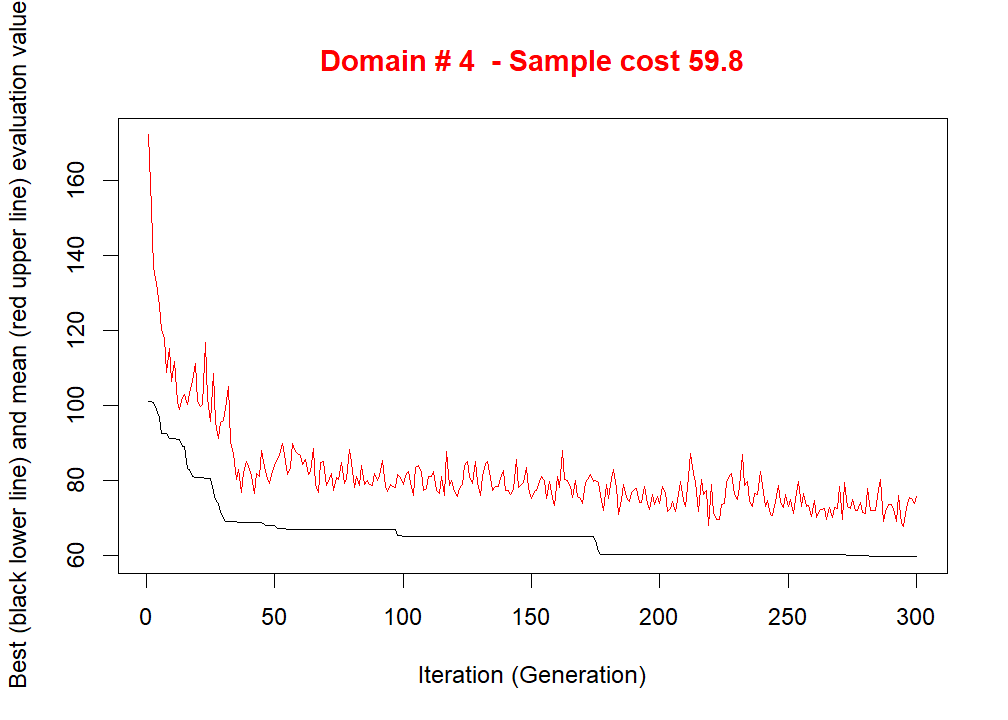 Domain # 4  - Sample cost 59.8
Best (black lower line) and mean (red upper line) evaluation value
160
140
120
100
80
60
0 50 100 150 200 250 300
Iteration (Generation)